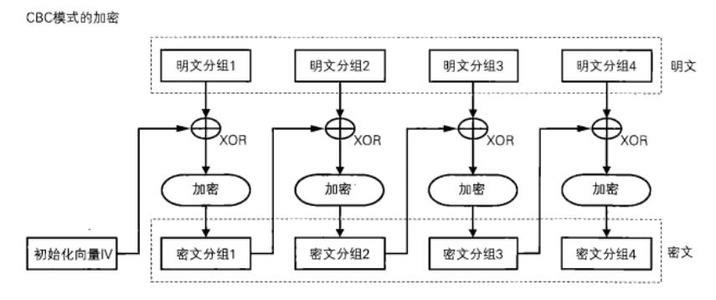 CBC模式的加密
明文分组1 明文分组2 明文分组3 明文分组4 明文
XOR XOR XOR XOR
加密 加密 加密 加密
初始化向量IV 密文分组1 密文分组2 密文分组3 密文分组4 密文